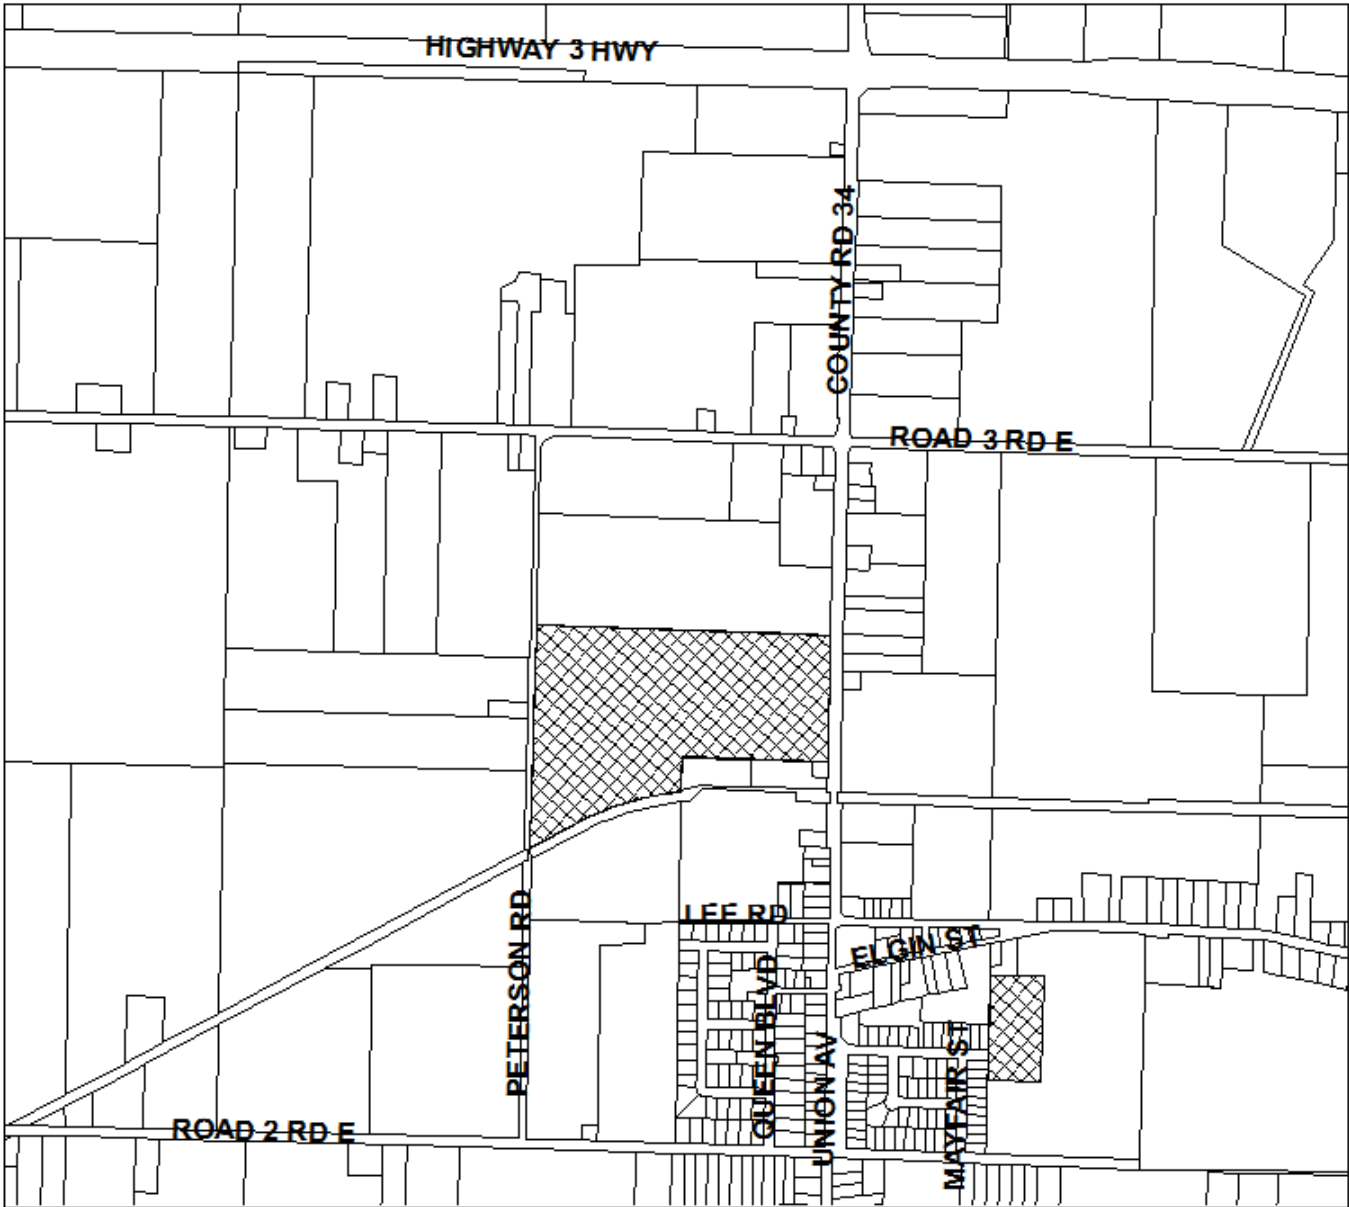 HIGHWAY 3 HWY
COUNTY RD 34
ROAD 3 RD E
LEE RD
ELGIN ST
PETERSON RD
QUEEN BLVD
UNION AV
MAYFAIR ST
ROAD 2 RD E